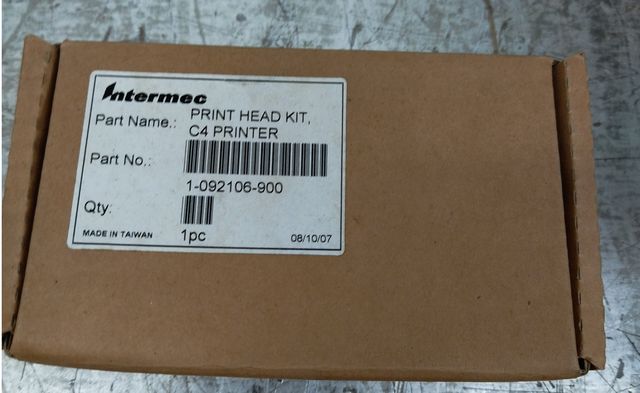 Intermec
Part Name.: PRINT HEAD KIT,
C4 PRINTER
Part No.:
1-092106-900
Qty:
MADE IN TAIWAN 1pc 08/10/07